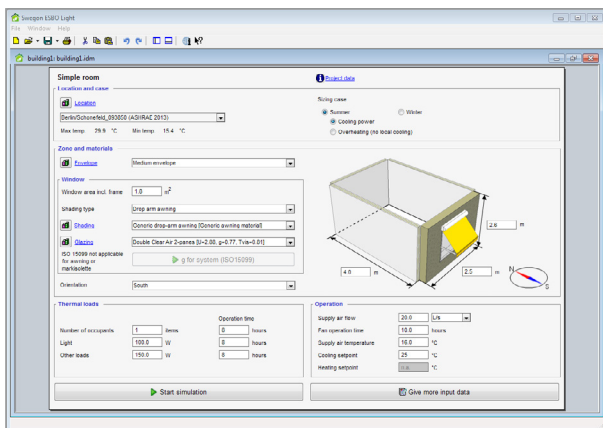 Swegon ESBO Light
File Window Help
building1: building1.idm
Simple room
Project data
Location and case
Location
Berlin/Schonefeld_093850 (ASHRAE 2013)
Max temp 29.9 °C Min temp 15.4 °C
Sizing case
Summer Winter
Cooling power
Overheating (no local cooling)
Zone and materials
Envelope Medium envelope
Window
Window area incl. frame 1.0 m²
Shading type Drop arm awning
Shading Generic drop-arm awning [Generic awning material]
Glazing Double Clear Air 2-panes [U=2.88, g=0.77, Tvis=0.81]
ISO 15099 not applicable
for awning or
markisolette
g for system (ISO15099)
Orientation South
2.6 m
4.0 m
2.5 m
N
S
Thermal loads
Operation time
Number of occupants 1 items 8 hours
Light 100.0 W 8 hours
Other loads 150.0 W 8 hours
Operation
Supply air flow 20.0 L/s
Fan operation time 10.0 hours
Supply air temperature 16.0 °C
Cooling setpoint 25 °C
Heating setpoint n.a. °C
Start simulation
Give more input data